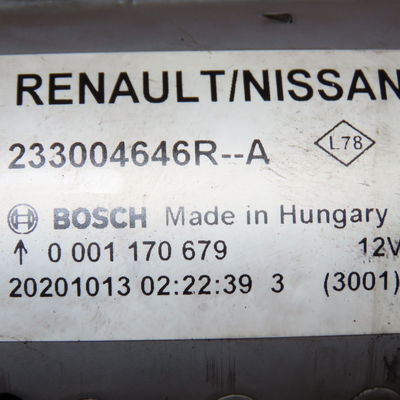 RENAULT/NISSAN
233004646R--A
L78
BOSCH Made in Hungary
↑ 0 001 170 679 12V
20201013 02:22:39 3 (3001)